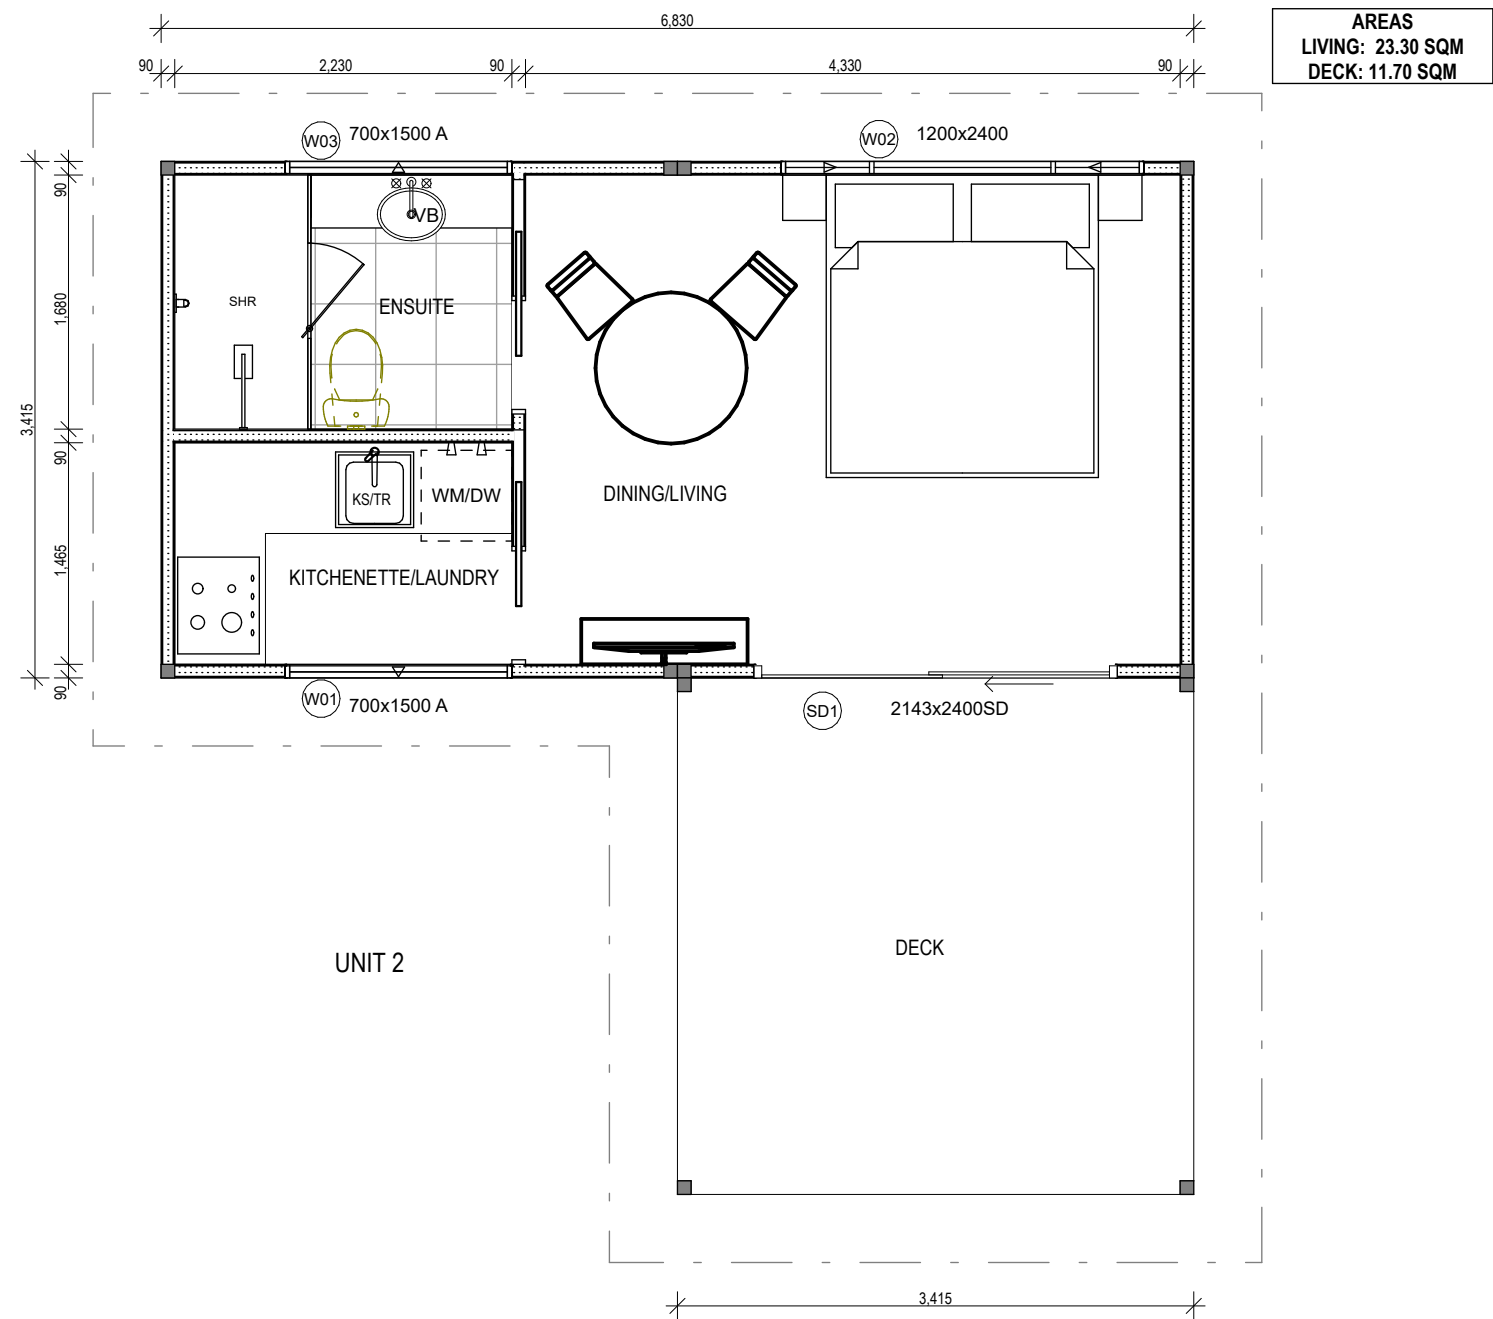 6,830
AREAS
LIVING: 23.30 SQM
DECK: 11.70 SQM
90
2,230
90
4,330
90
W03
700x1500 A
W02
1200x2400
90
VB
SHR
ENSUITE
1,680
3,415
90
KS/TR
WM/DW
DINING/LIVING
1,465
KITCHENETTE/LAUNDRY
90
W01
700x1500 A
SD1
2143x2400SD
DECK
UNIT 2
3,415